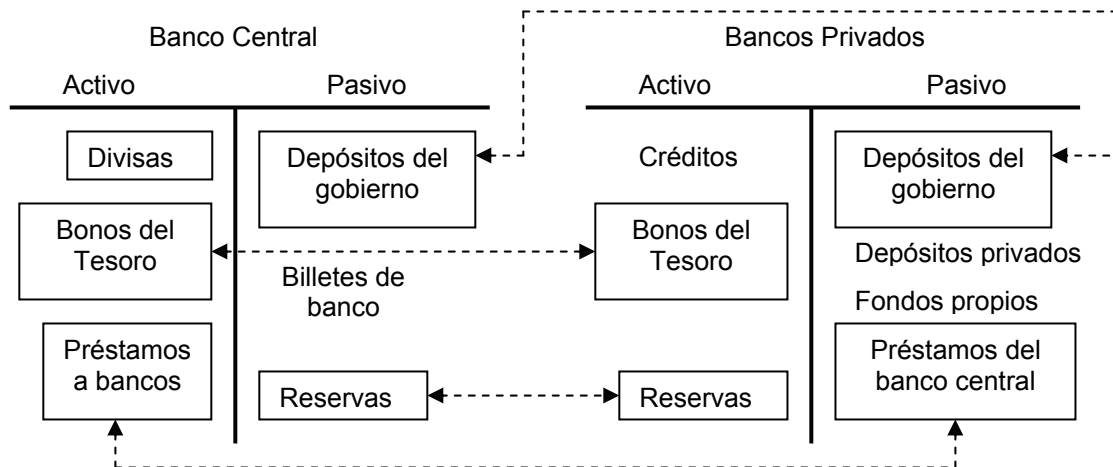 Banco Central
Bancos Privados
Activo
Pasivo
Activo
Pasivo
Divisas
Bonos del
Tesoro
Préstamos
a bancos
Depósitos del
gobierno
Billetes de
banco
Reservas
Créditos
Bonos del
Tesoro
Reservas
Depósitos del
gobierno
Depósitos privados
Fondos propios
Préstamos del
banco central